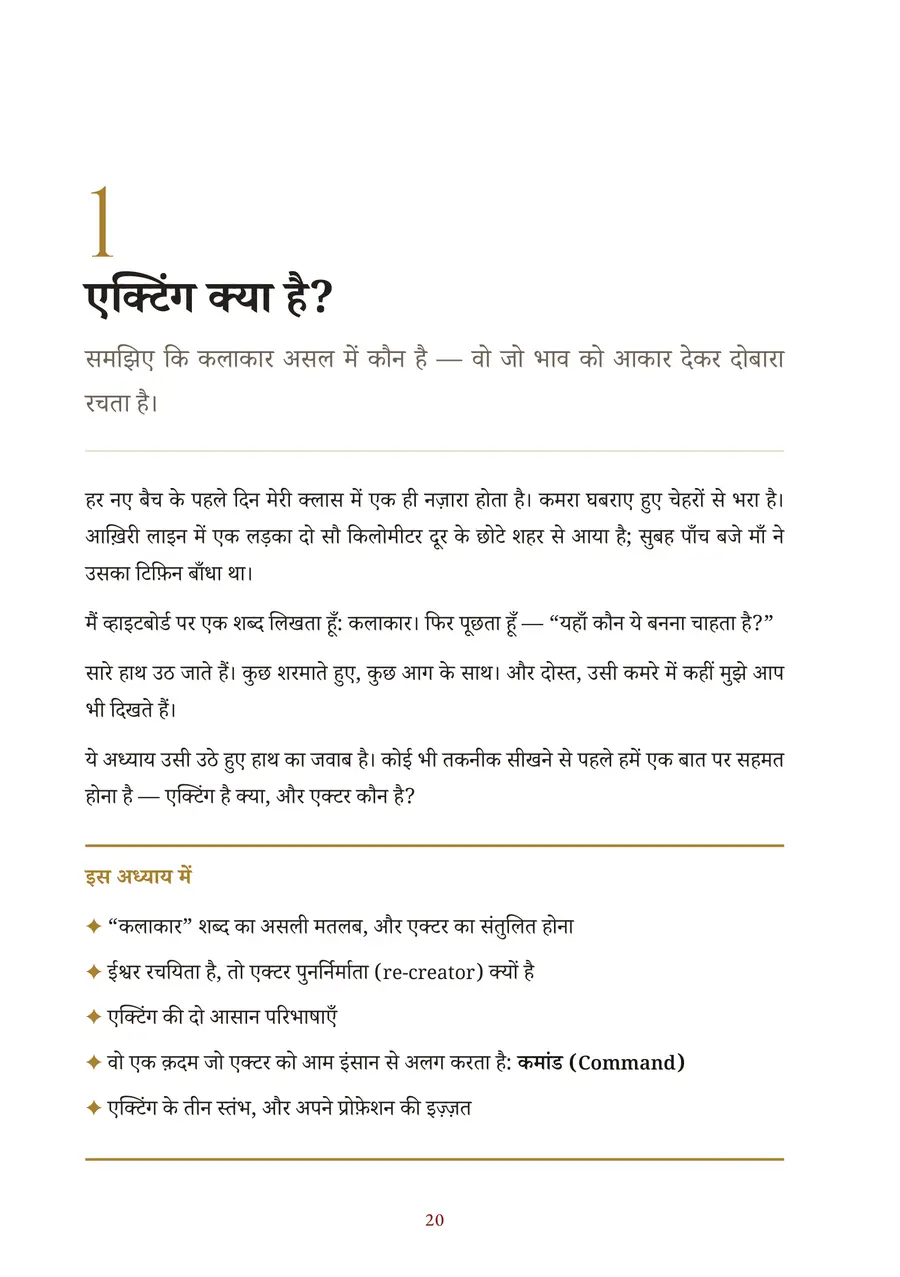 1
एक्टिंग क्या है?
समझिए कि कलाकार असल में कौन है — वो जो भाव को आकार देकर दोबारा
रचता है।
हर नए बैच के पहले दिन मेरी क्लास में एक ही नज़ारा होता है। कमरा घबराए हुए चेहरों से भरा है।
आख़िरी लाइन में एक लड़का दो सौ किलोमीटर दूर के छोटे शहर से आया है; सुबह पाँच बजे माँ ने
उसका टिफ़िन बाँधा था।
मैं व्हाइटबोर्ड पर एक शब्द लिखता हूँ: कलाकार। फिर पूछता हूँ — “यहाँ कौन ये बनना चाहता है?”
सारे हाथ उठ जाते हैं। कुछ शरमाते हुए, कुछ आग के साथ। और दोस्त, उसी कमरे में कहीं मुझे आप
भी दिखते हैं।
ये अध्याय उसी उठे हुए हाथ का जवाब है। कोई भी तकनीक सीखने से पहले हमें एक बात पर सहमत
होना है — एक्टिंग है क्या, और एक्टर कौन है?
इस अध्याय में
✦ “कलाकार” शब्द का असली मतलब, और एक्टर का संतुलित होना
✦ ईश्वर रचयिता है, तो एक्टर पुनर्निर्माता (re-creator) क्यों है
✦ एक्टिंग की दो आसान परिभाषाएँ
✦ वो एक क़दम जो एक्टर को आम इंसान से अलग करता है: कमांड (Command)
✦ एक्टिंग के तीन स्तंभ, और अपने प्रोफ़ेशन की इज़्ज़त
20